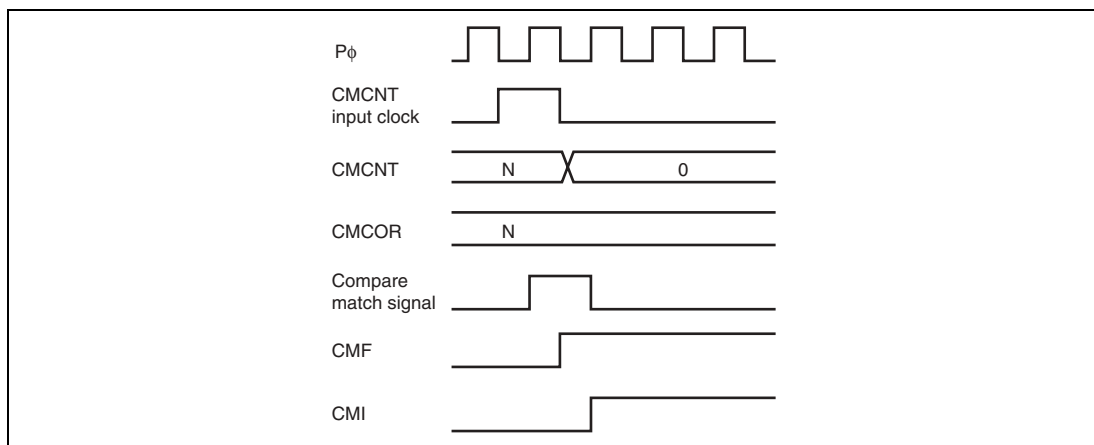 Pϕ
CMCNT
input clock
CMCNT
N
0
CMCOR
N
Compare
match signal
CMF
CMI